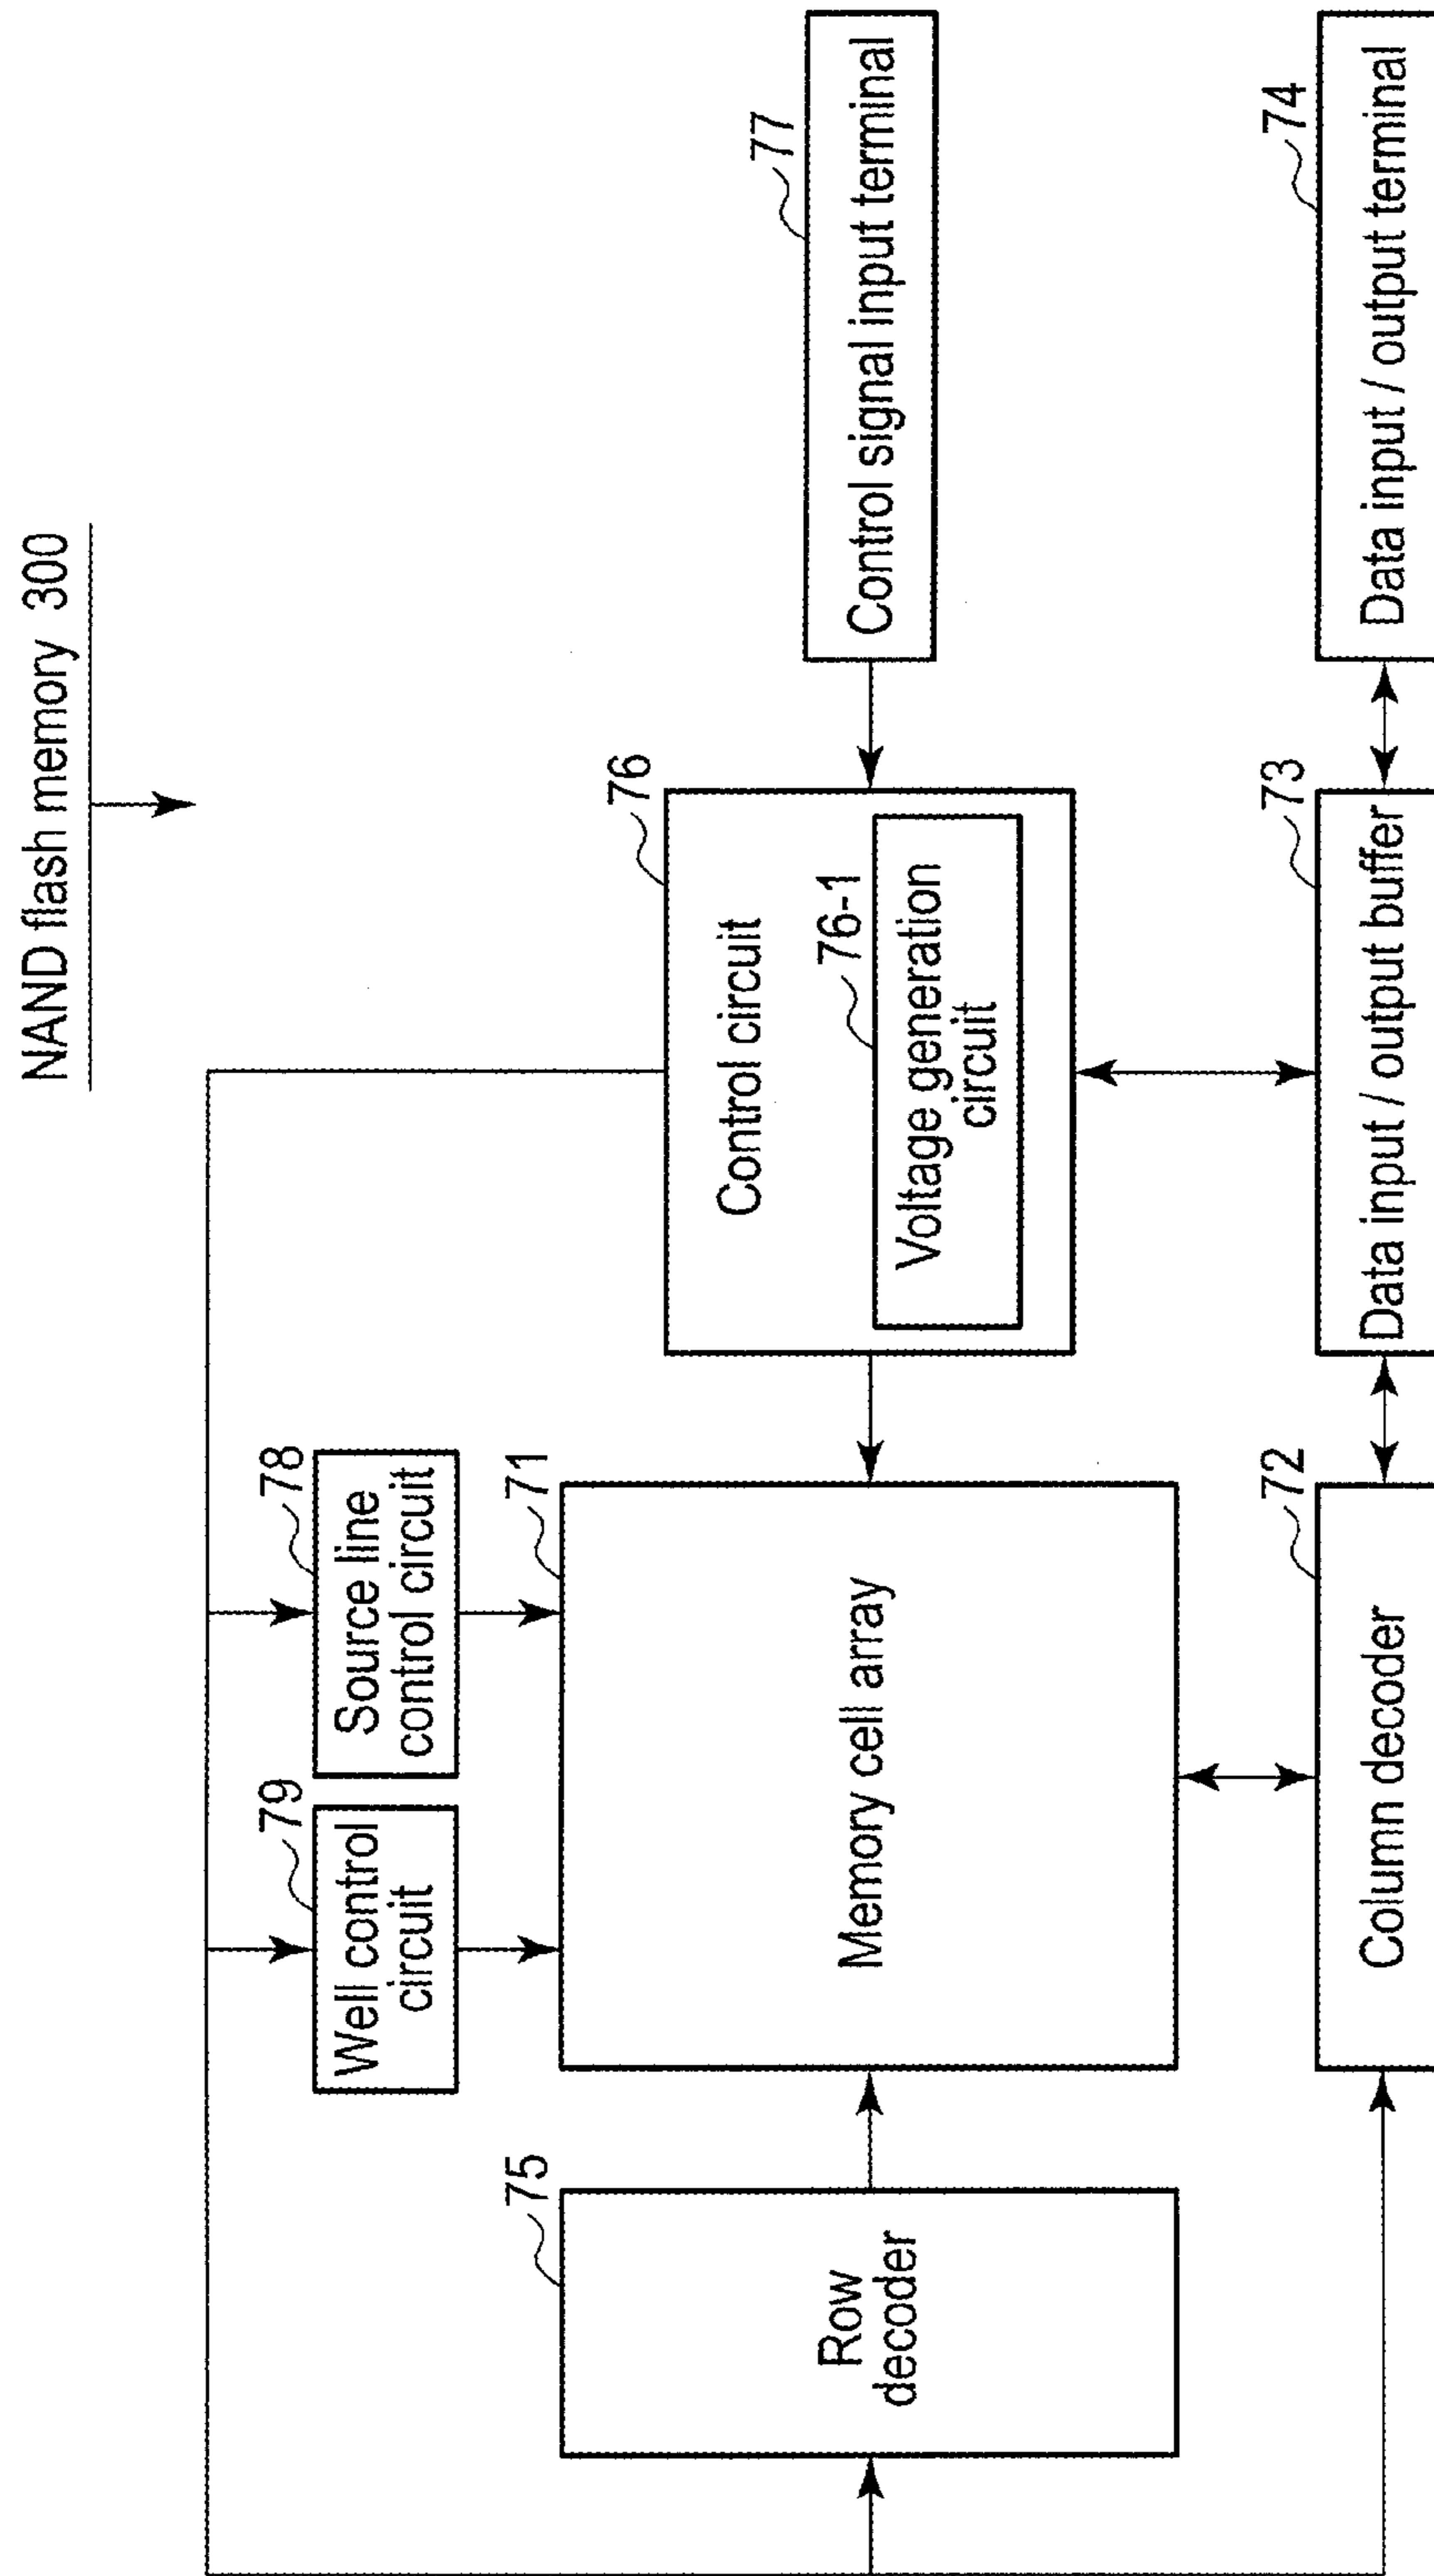 NAND flash memory 300
79
Well control
circuit
78
Source line
control circuit
75
Row
decoder
71
Memory cell array
76
Control circuit
76-1
Voltage generation
circuit
77
Control signal input terminal
72
Column decoder
73
Data input / output buffer
74
Data input / output terminal